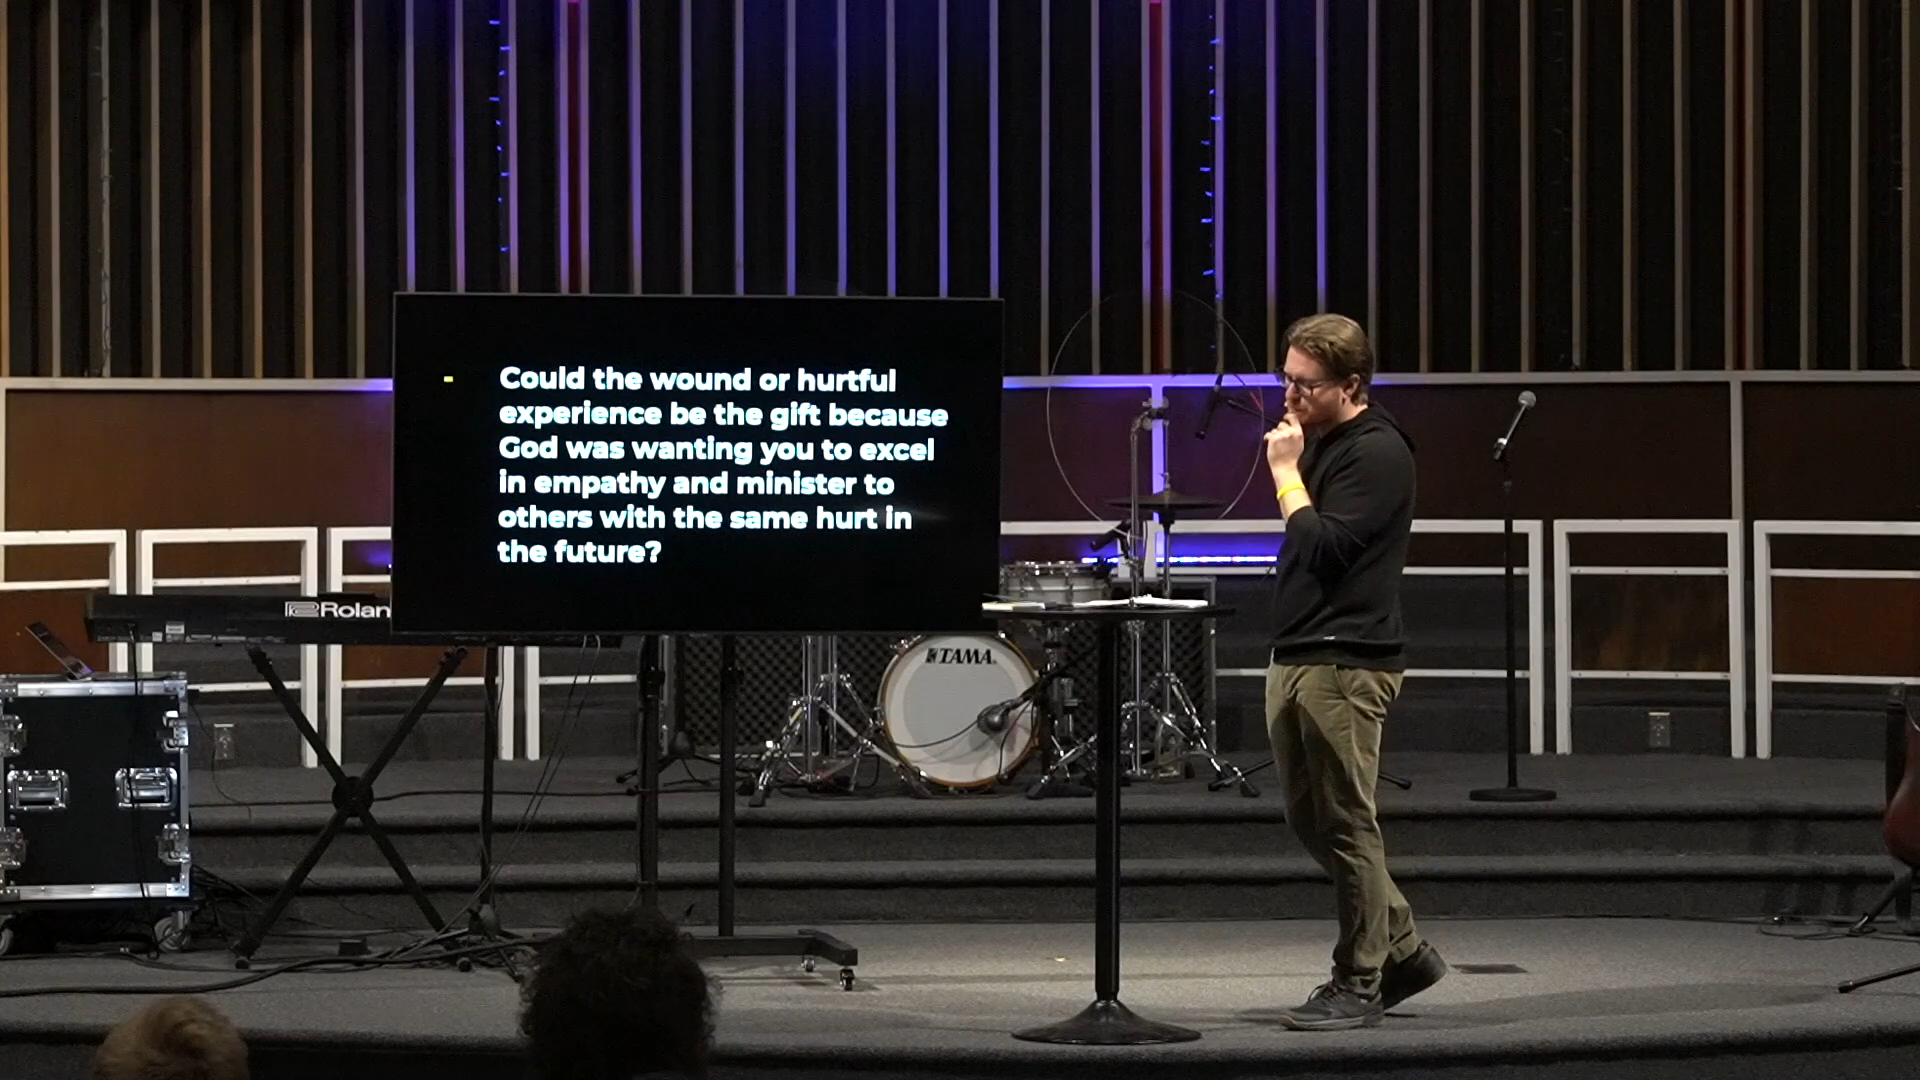 Could the wound or hurtful
experience be the gift because
God was wanting you to excel
in empathy and minister to
others with the same hurt in
the future?
Rolan
TAMA